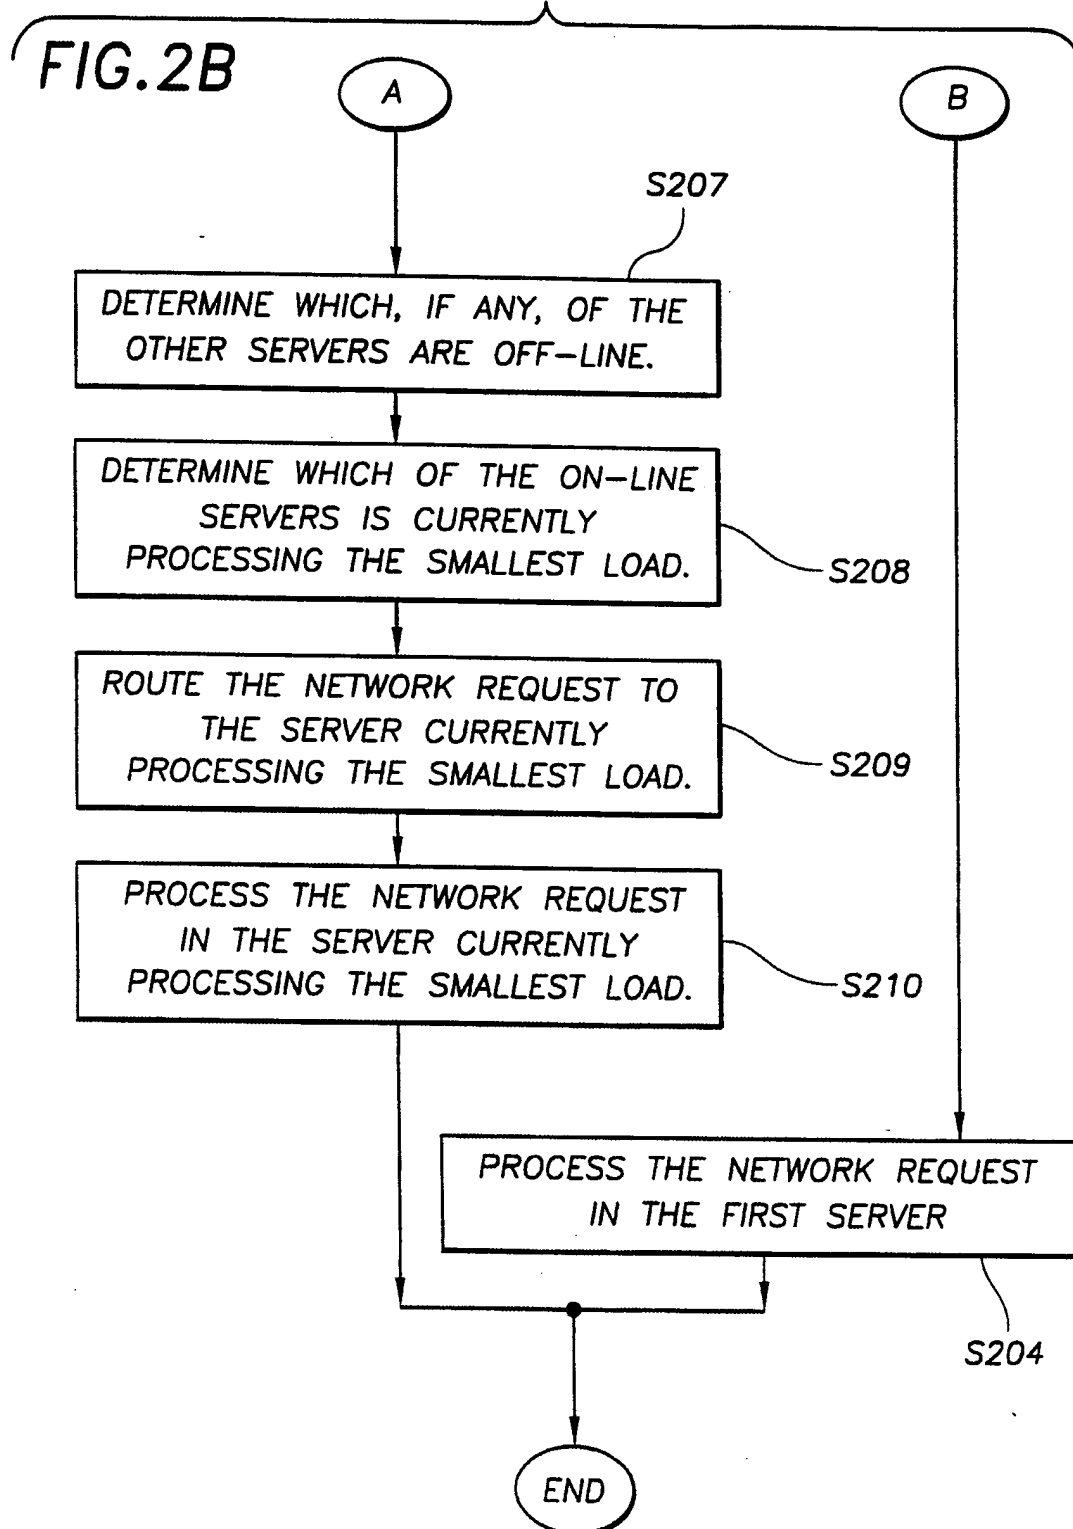 FIG.2B
A
B
S207
DETERMINE WHICH, IF ANY, OF THE
OTHER SERVERS ARE OFF-LINE.
DETERMINE WHICH OF THE ON-LINE
SERVERS IS CURRENTLY
PROCESSING THE SMALLEST LOAD.
S208
ROUTE THE NETWORK REQUEST TO
THE SERVER CURRENTLY
PROCESSING THE SMALLEST LOAD.
S209
PROCESS THE NETWORK REQUEST
IN THE SERVER CURRENTLY
PROCESSING THE SMALLEST LOAD.
S210
PROCESS THE NETWORK REQUEST
IN THE FIRST SERVER
S204
END